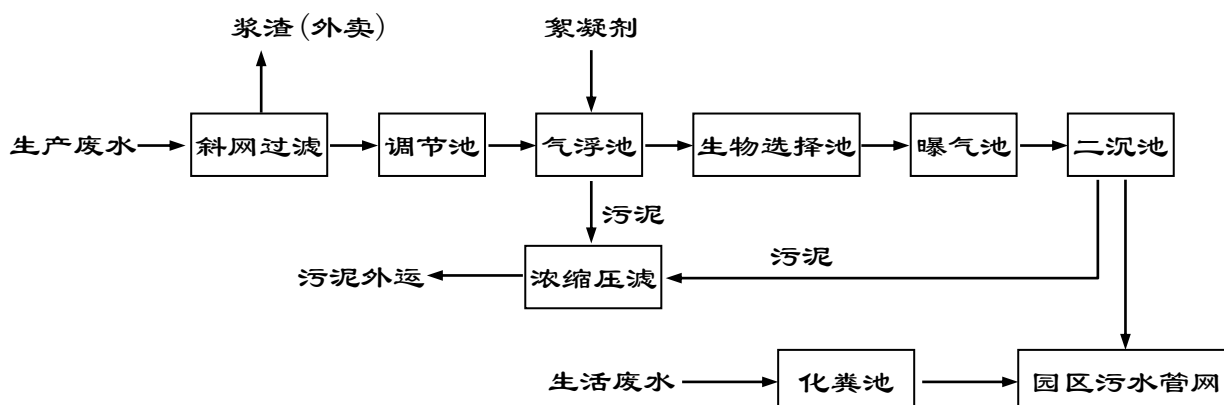 浆渣(外卖)
絮凝剂
生产废水
斜网过滤
调节池
气浮池
生物选择池
曝气池
二沉池
污泥
污泥
污泥外运
浓缩压滤
生活废水
化粪池
园区污水管网